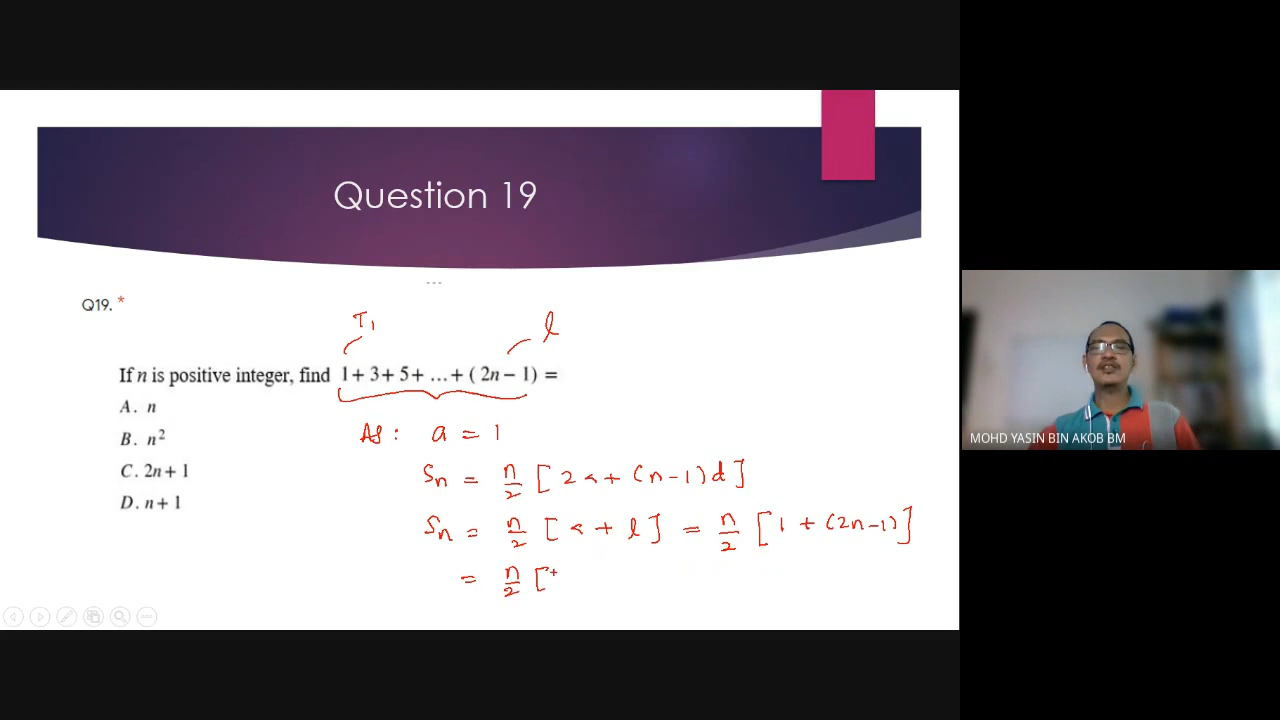 Question 19
Q19. *
T1
l
If n is positive integer, find 1 + 3 + 5 + ... + ( 2n − 1) =
A. n
B. n²
C. 2n + 1
D. n + 1
AS : a = 1
Sn = n/2 [ 2a + (n-1)d ]
Sn = n/2 [ a + l ] = n/2 [ 1 + (2n-1) ]
= n/2 [
MOHD YASIN BIN AKOB BM